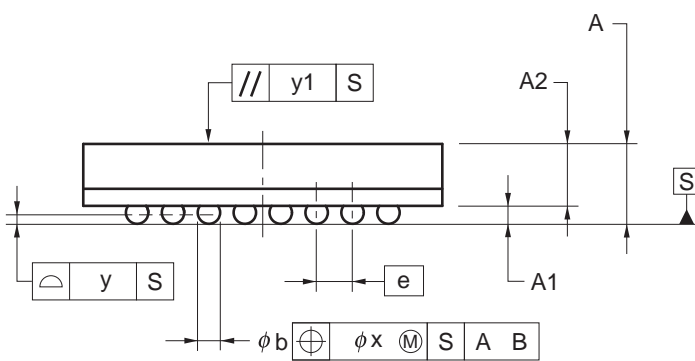 A
// y1 S
A2
S
⌓ y S
e
A1
φb ⌖ φx Ⓜ S A B